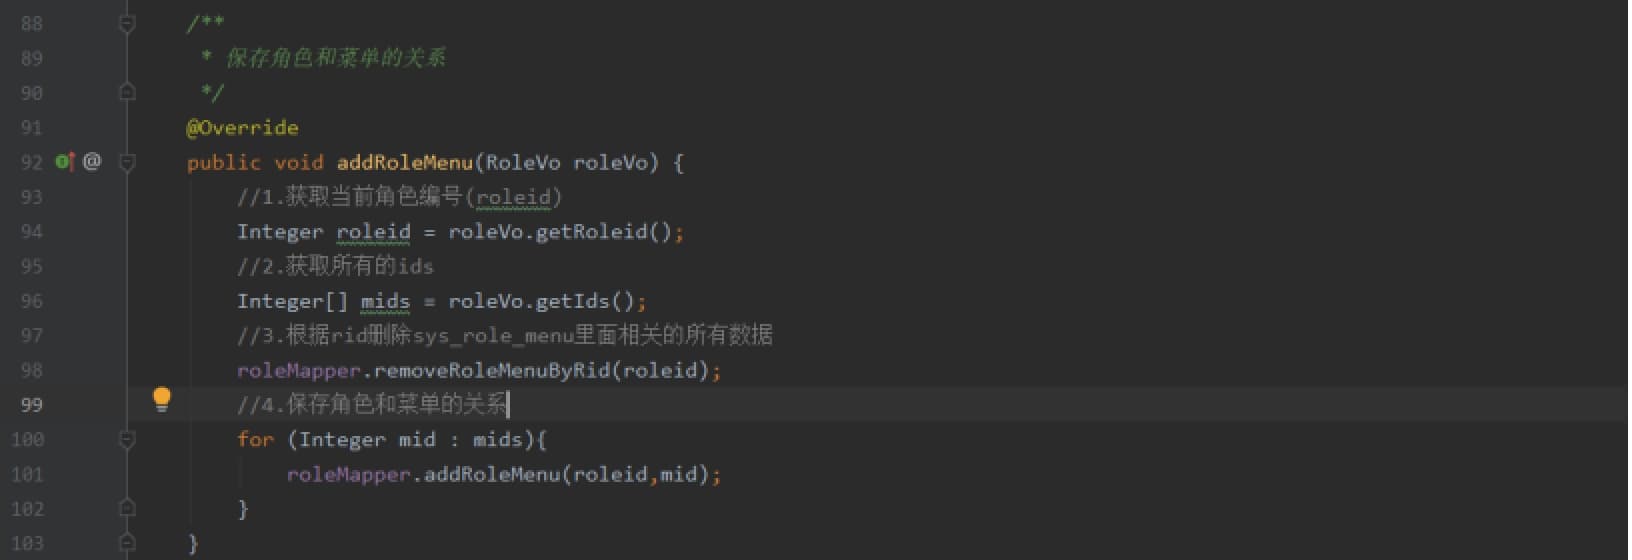 88 /**
89 * 保存角色和菜单的关系
90 */
91 @Override
92 @ public void addRoleMenu(RoleVo roleVo) {
93 //1.获取当前角色编号(roleid)
94 Integer roleid = roleVo.getRoleid();
95 //2.获取所有的ids
96 Integer[] mids = roleVo.getIds();
97 //3.根据rid删除sys_role_menu里面相关的所有数据
98 roleMapper.removeRoleMenuByRid(roleid);
99 //4.保存角色和菜单的关系
100 for (Integer mid : mids){
101 roleMapper.addRoleMenu(roleid,mid);
102 }
103 }